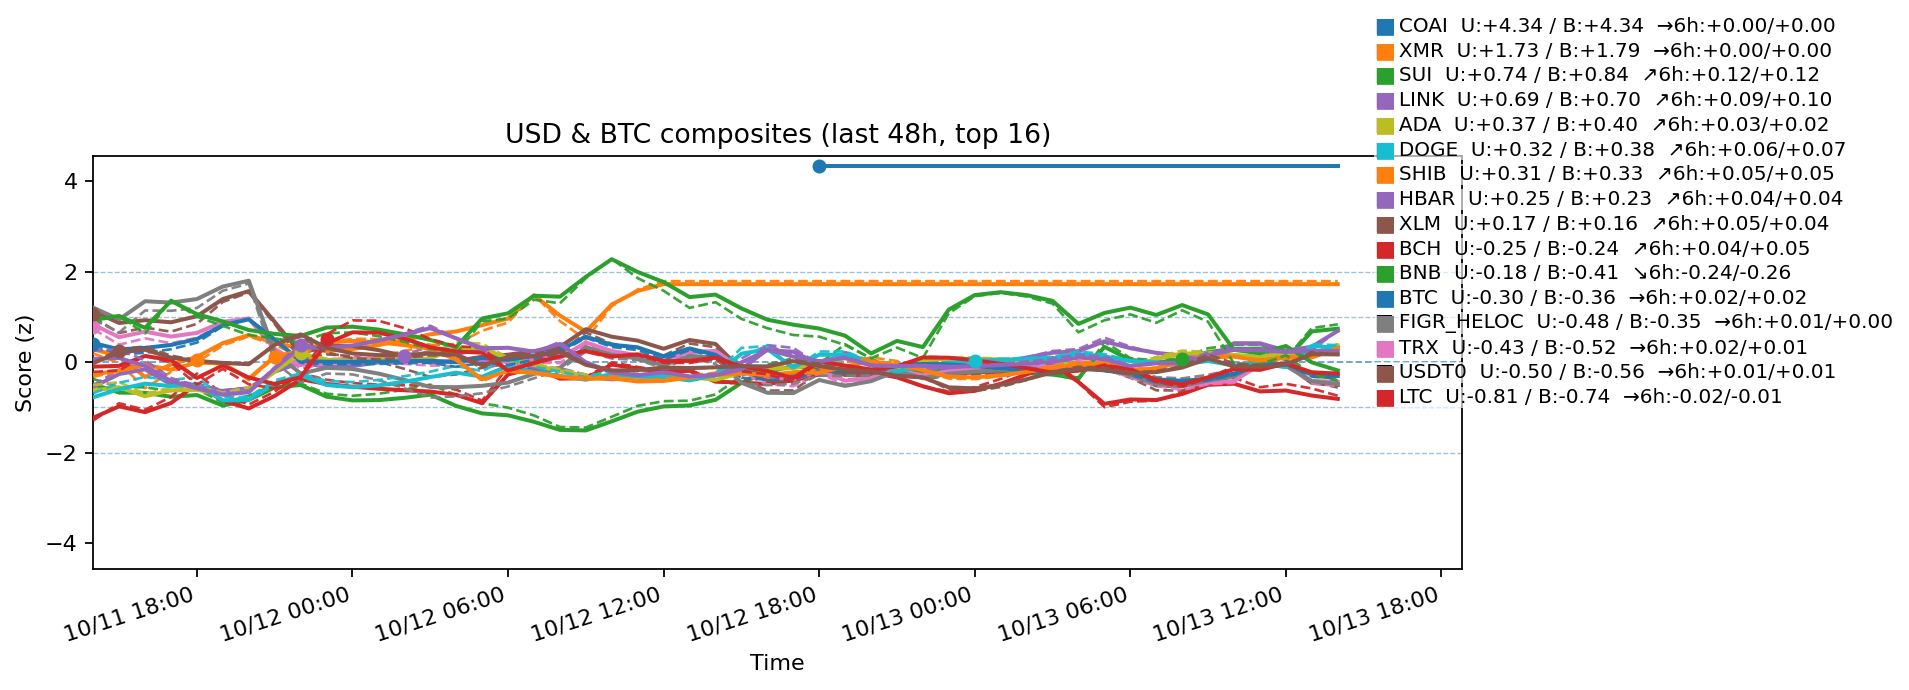 COAI U:+4.34 / B:+4.34 →6h:+0.00/+0.00
XMR U:+1.73 / B:+1.79 →6h:+0.00/+0.00
SUI U:+0.74 / B:+0.84 ↗6h:+0.12/+0.12
LINK U:+0.69 / B:+0.70 ↗6h:+0.09/+0.10
ADA U:+0.37 / B:+0.40 ↗6h:+0.03/+0.02
DOGE U:+0.32 / B:+0.38 ↗6h:+0.06/+0.07
SHIB U:+0.31 / B:+0.33 ↗6h:+0.05/+0.05
HBAR U:+0.25 / B:+0.23 ↗6h:+0.04/+0.04
XLM U:+0.17 / B:+0.16 ↗6h:+0.05/+0.04
BCH U:-0.25 / B:-0.24 ↗6h:+0.04/+0.05
BNB U:-0.18 / B:-0.41 ↘6h:-0.24/-0.26
BTC U:-0.30 / B:-0.36 →6h:+0.02/+0.02
FIGR_HELOC U:-0.48 / B:-0.35 →6h:+0.01/+0.00
TRX U:-0.43 / B:-0.52 →6h:+0.02/+0.01
USDT0 U:-0.50 / B:-0.56 →6h:+0.01/+0.01
LTC U:-0.81 / B:-0.74 →6h:-0.02/-0.01
USD & BTC composites (last 48h, top 16)
Score (z)
4
2
0
−2
−4
10/11 18:00
10/12 00:00
10/12 06:00
10/12 12:00
10/12 18:00
10/13 00:00
10/13 06:00
10/13 12:00
10/13 18:00
Time